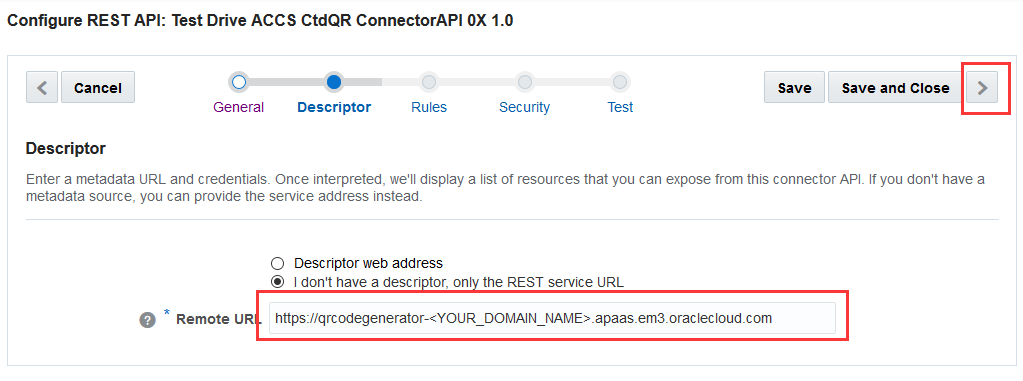 Configure REST API: Test Drive ACCS CtdQR ConnectorAPI 0X 1.0
Cancel
General
Descriptor
Rules
Security
Test
Save
Save and Close
Descriptor
Enter a metadata URL and credentials. Once interpreted, we'll display a list of resources that you can expose from this connector API. If you don't have a
metadata source, you can provide the service address instead.
Descriptor web address
I don't have a descriptor, only the REST service URL
? * Remote URL
https://qrcodegenerator-<YOUR_DOMAIN_NAME>.apaas.em3.oraclecloud.com